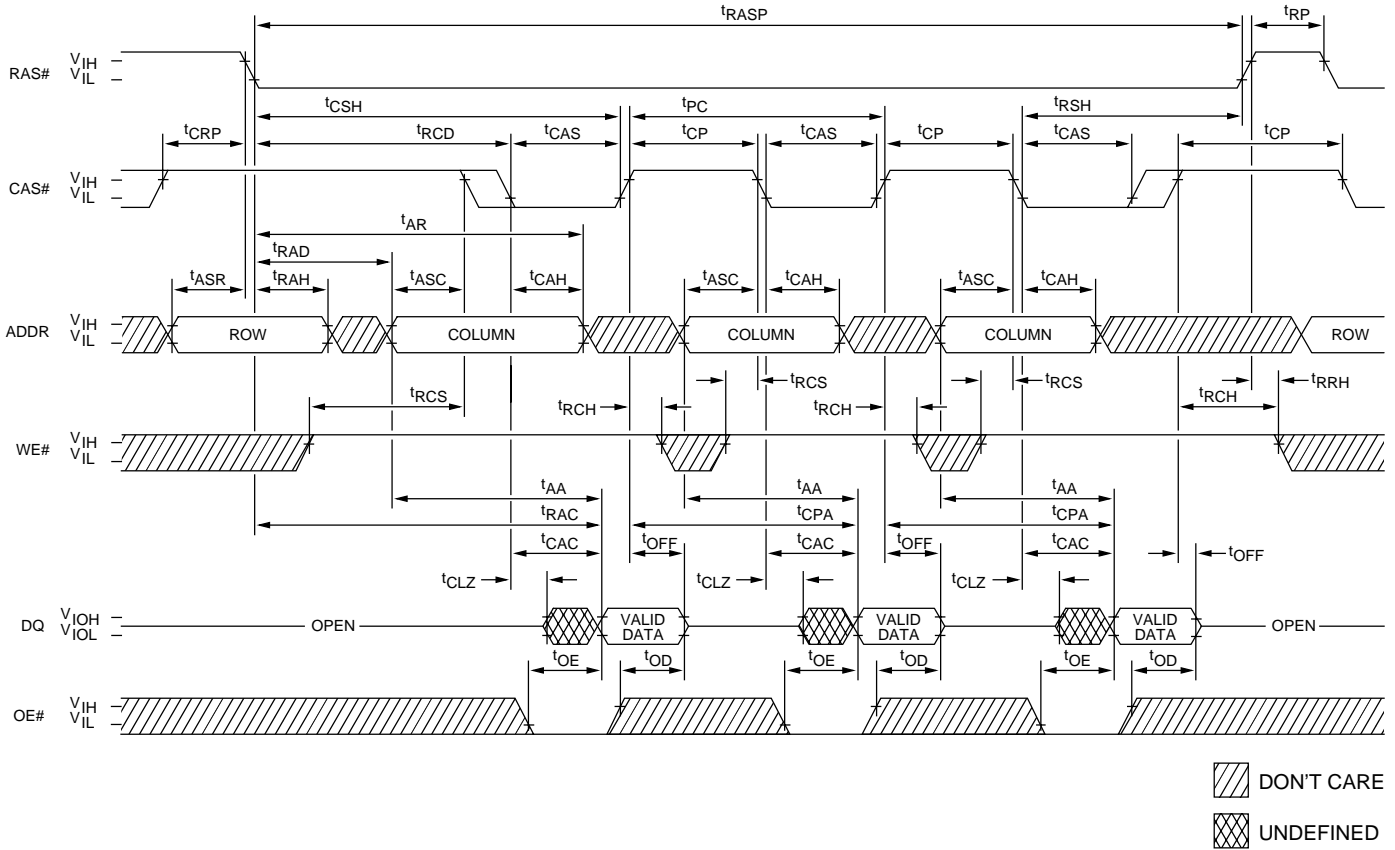 tRASP tRP
RAS# VIH
VIL
tCSH tPC tRSH
tCRP tRCD tCAS tCP tCAS tCP tCAS tCP
CAS# VIH
VIL
tAR
tRAD
tASR tRAH tASC tCAH tASC tCAH tASC tCAH
ADDR VIH
VIL
ROW COLUMN COLUMN COLUMN ROW
tRCS tRCH tRCS tRCH tRCS tRCH tRRH
WE# VIH
VIL
tAA tAA tAA
tRAC tCPA tCPA
tCAC tOFF tCAC tOFF tCAC tOFF
tCLZ tCLZ tCLZ
DQ VIOH
VIOL
OPEN VALID DATA VALID DATA VALID DATA OPEN
tOE tOD tOE tOD tOE tOD
OE# VIH
VIL
DON'T CARE
UNDEFINED